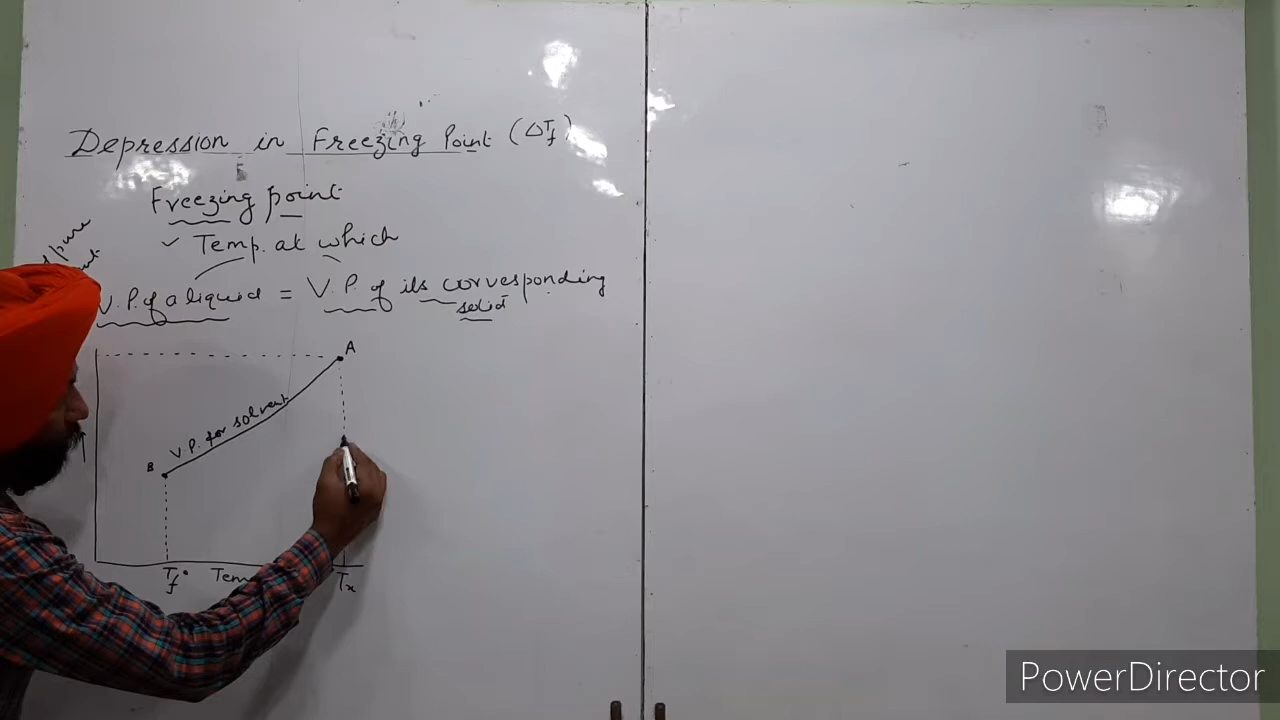 Depression in Freezing Point (ΔTf)
Freezing point
✓ Temp. at which
V.P. of a liquid = V.P. of its corresponding
solid
A
V.P. for solvent
B
Tf° Tx
PowerDirector